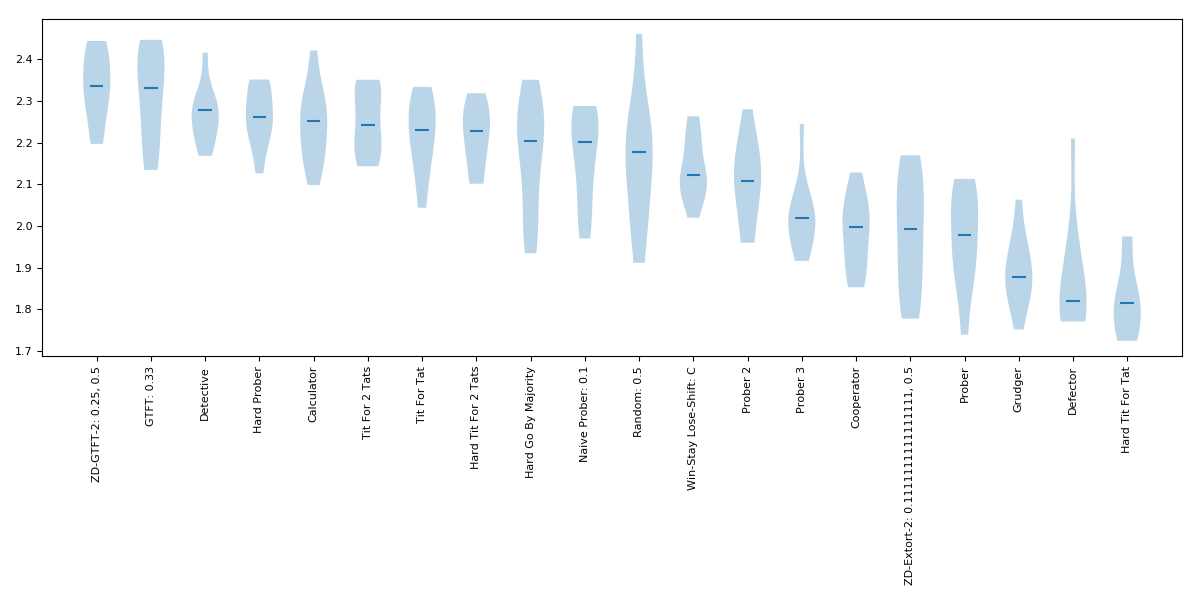 2.4
2.3
2.2
2.1
2.0
1.9
1.8
1.7
ZD-GTFT-2: 0.25, 0.5
GTFT: 0.33
Detective
Hard Prober
Calculator
Tit For 2 Tats
Tit For Tat
Hard Tit For 2 Tats
Hard Go By Majority
Naive Prober: 0.1
Random: 0.5
Win-Stay Lose-Shift: C
Prober 2
Prober 3
Cooperator
ZD-Extort-2: 0.1111111111111111, 0.5
Prober
Grudger
Defector
Hard Tit For Tat